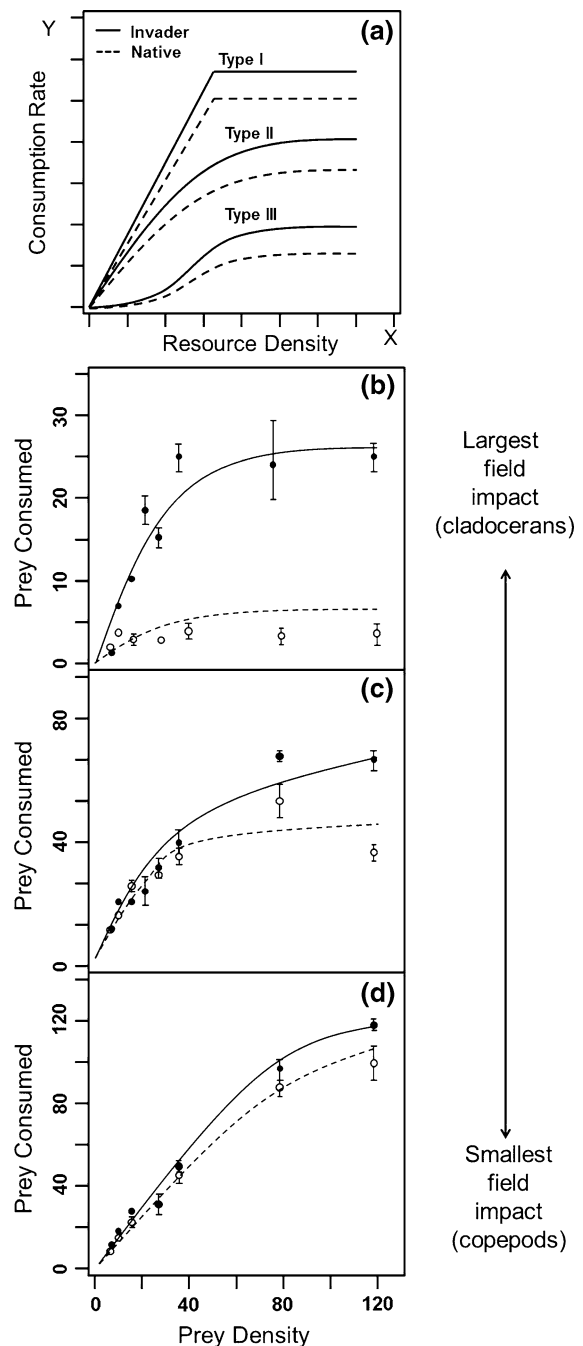 Y
Invader
Native
(a)
Type I
Type II
Type III
Consumption Rate
Resource Density
X
(b)
30
20
10
0
Prey Consumed
Largest
field
impact
(cladocerans)
(c)
80
40
0
Prey Consumed
(d)
120
80
40
0
Prey Consumed
Smallest
field
impact
(copepods)
0 40 80 120
Prey Density